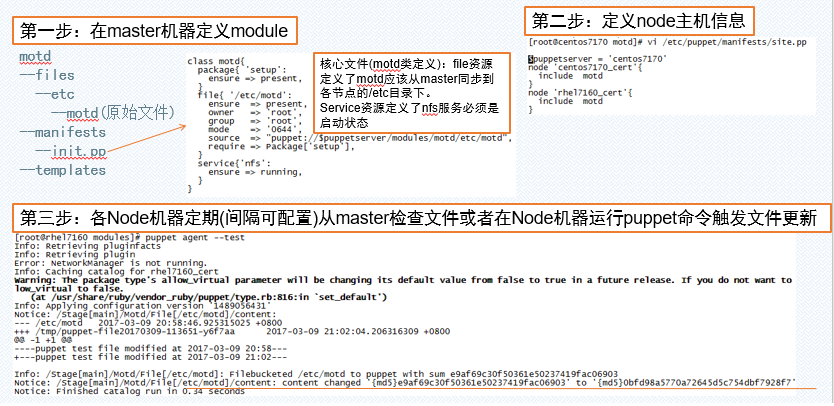 第一步：在master机器定义module
motd
--files
--etc
--motd(原始文件)
--manifests
--init.pp
--templates
class motd{
package{ 'setup':
ensure => present,
}
file{ '/etc/motd':
ensure => present,
owner => 'root',
group => 'root',
mode => '0644',
source => "puppet://$puppetserver/modules/motd/etc/motd",
require => Package['setup'],
}
service{'nfs':
ensure => running,
}
}
核心文件(motd类定义)：file资源
定义了motd应该从master同步到
各节点的/etc目录下。
Service资源定义了nfs服务必须是
启动状态
第二步：定义node主机信息
[root@centos7170 motd]# vi /etc/puppet/manifests/site.pp
$puppetserver = 'centos7170'
node 'centos7170_cert'{
include motd
}
node 'rhel7160_cert'{
include motd
}
第三步：各Node机器定期(间隔可配置)从master检查文件或者在Node机器运行puppet命令触发文件更新
[root@rhel7160 modules]# puppet agent --test
Info: Retrieving pluginfacts
Info: Retrieving plugin
Error: NetworkManager is not running.
Info: Caching catalog for rhel7160_cert
Warning: The package type's allow_virtual parameter will be changing its default value from false to true in a future release. If you do not want to
low_virtual to false.
(at /usr/share/ruby/vendor_ruby/puppet/type.rb:816:in `set_default')
Info: Applying configuration version '1489056431'
Notice: /Stage[main]/Motd/File[/etc/motd]/content:
--- /etc/motd 2017-03-09 20:58:46.925315025 +0800
+++ /tmp/puppet-file20170309-113651-y6f7aa 2017-03-09 21:02:04.206316309 +0800
@@ -1 +1 @@
----puppet test file modified at 2017-03-09 20:58---
+---puppet test file modified at 2017-03-09 21:02---
Info: /Stage[main]/Motd/File[/etc/motd]: Filebucketed /etc/motd to puppet with sum e9af69c30f50361e50237419fac06903
Notice: /Stage[main]/Motd/File[/etc/motd]/content: content changed '{md5}e9af69c30f50361e50237419fac06903' to '{md5}0bfd98a5770a72645d5c754dbf7928f7'
Notice: Finished catalog run in 0.34 seconds